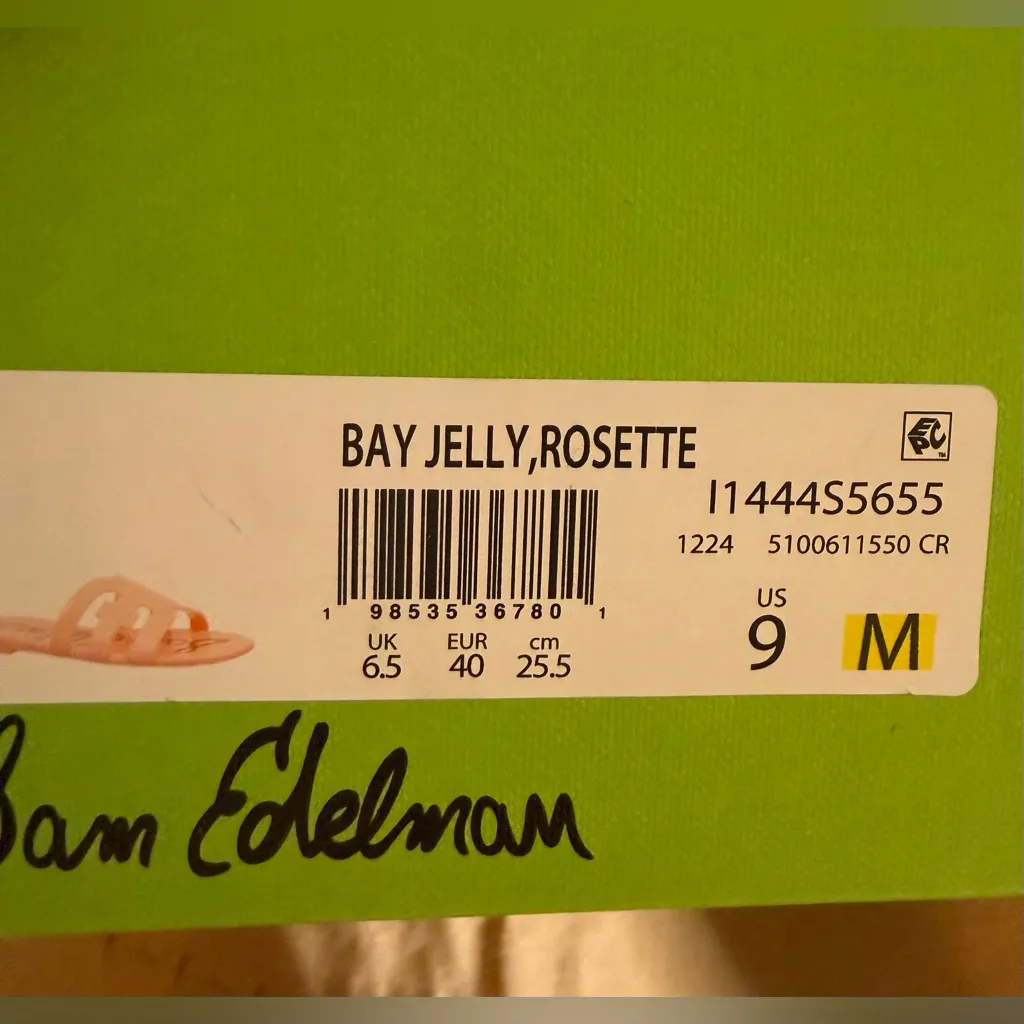 BAY JELLY,ROSETTE
EPC™
I1444S5655
1224 5100611550 CR
1 98535 36780 1
UK EUR cm
6.5 40 25.5
US
9 M
Sam Edelman